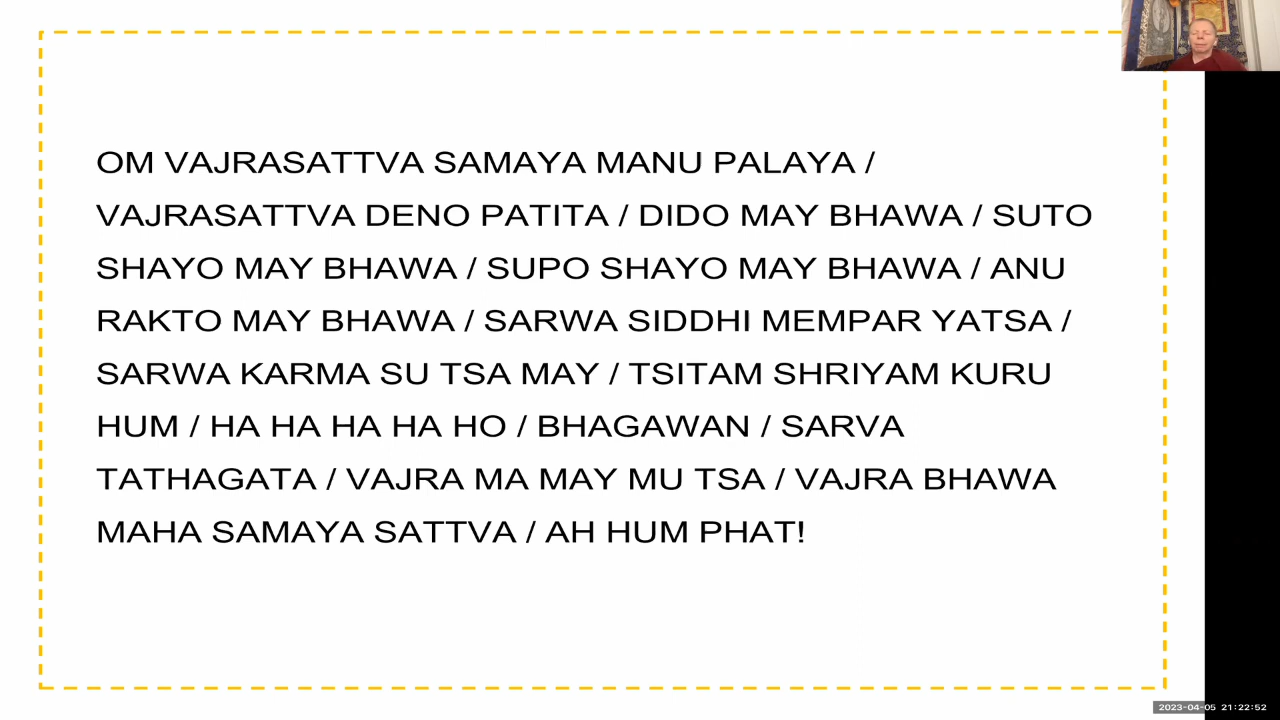 OM VAJRASATTVA SAMAYA MANU PALAYA /
VAJRASATTVA DENO PATITA / DIDO MAY BHAWA / SUTO
SHAYO MAY BHAWA / SUPO SHAYO MAY BHAWA / ANU
RAKTO MAY BHAWA / SARWA SIDDHI MEMPAR YATSA /
SARWA KARMA SU TSA MAY / TSITAM SHRIYAM KURU
HUM / HA HA HA HA HO / BHAGAWAN / SARVA
TATHAGATA / VAJRA MA MAY MU TSA / VAJRA BHAWA
MAHA SAMAYA SATTVA / AH HUM PHAT!
2023-04-05 21:22:52